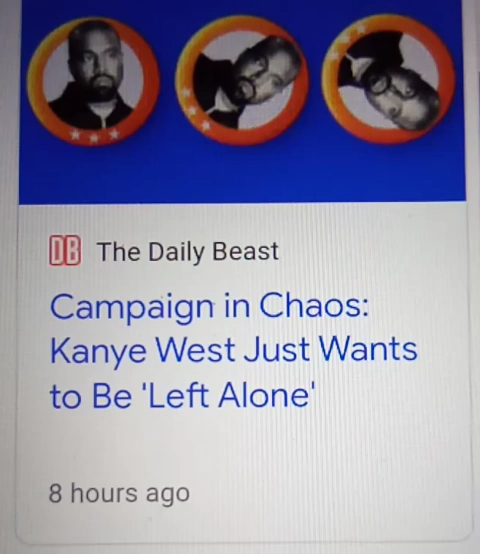 DB The Daily Beast
Campaign in Chaos:
Kanye West Just Wants
to Be 'Left Alone'
8 hours ago